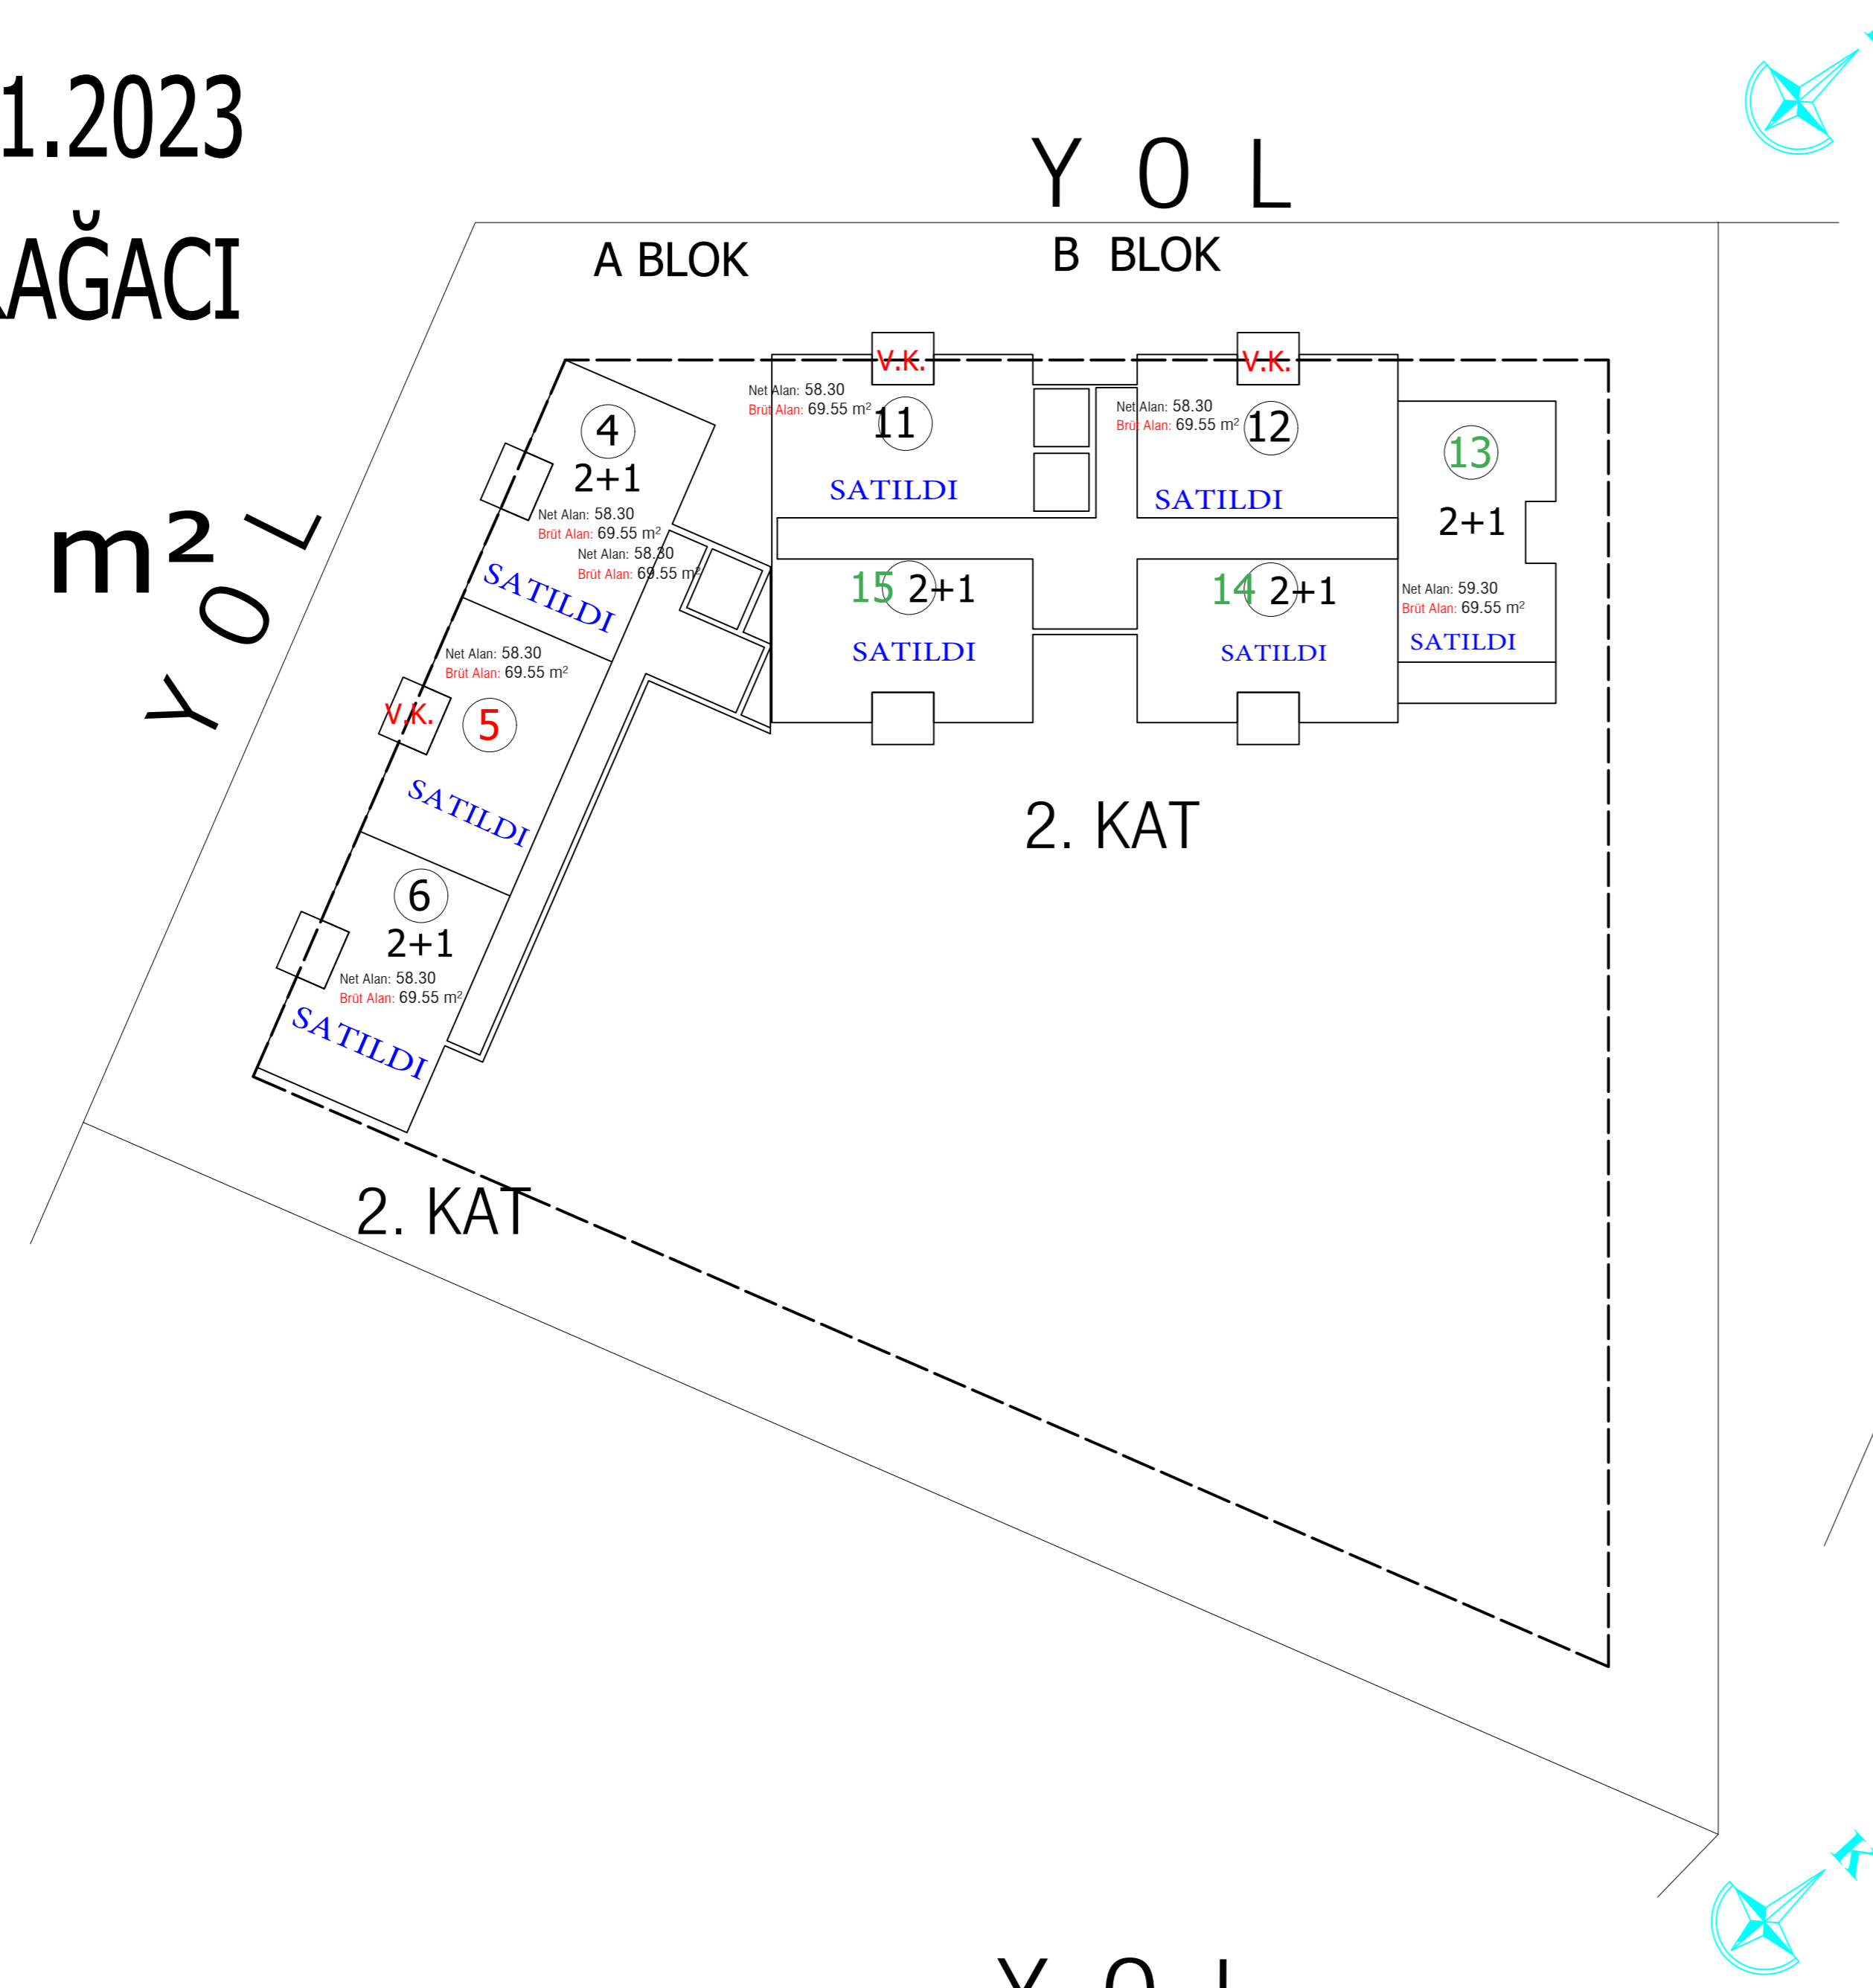 1.2023
AĞACI
m²
Y O L
Y O L
A BLOK
B BLOK
4
2+1
Net Alan: 58.30
Brüt Alan: 69.55 m²
Net Alan: 58.30
Brüt Alan: 69.55 m²
SATILDI
Net Alan: 58.30
Brüt Alan: 69.55 m²
V.K.
5
SATILDI
6
2+1
Net Alan: 58.30
Brüt Alan: 69.55 m²
SATILDI
2. KAT
V.K.
Net Alan: 58.30
Brüt Alan: 69.55 m²
11
SATILDI
V.K.
Net Alan: 58.30
Brüt Alan: 69.55 m²
12
SATILDI
13
2+1
Net Alan: 59.30
Brüt Alan: 69.55 m²
SATILDI
15 2+1
SATILDI
14 2+1
SATILDI
2. KAT
K
Y O L